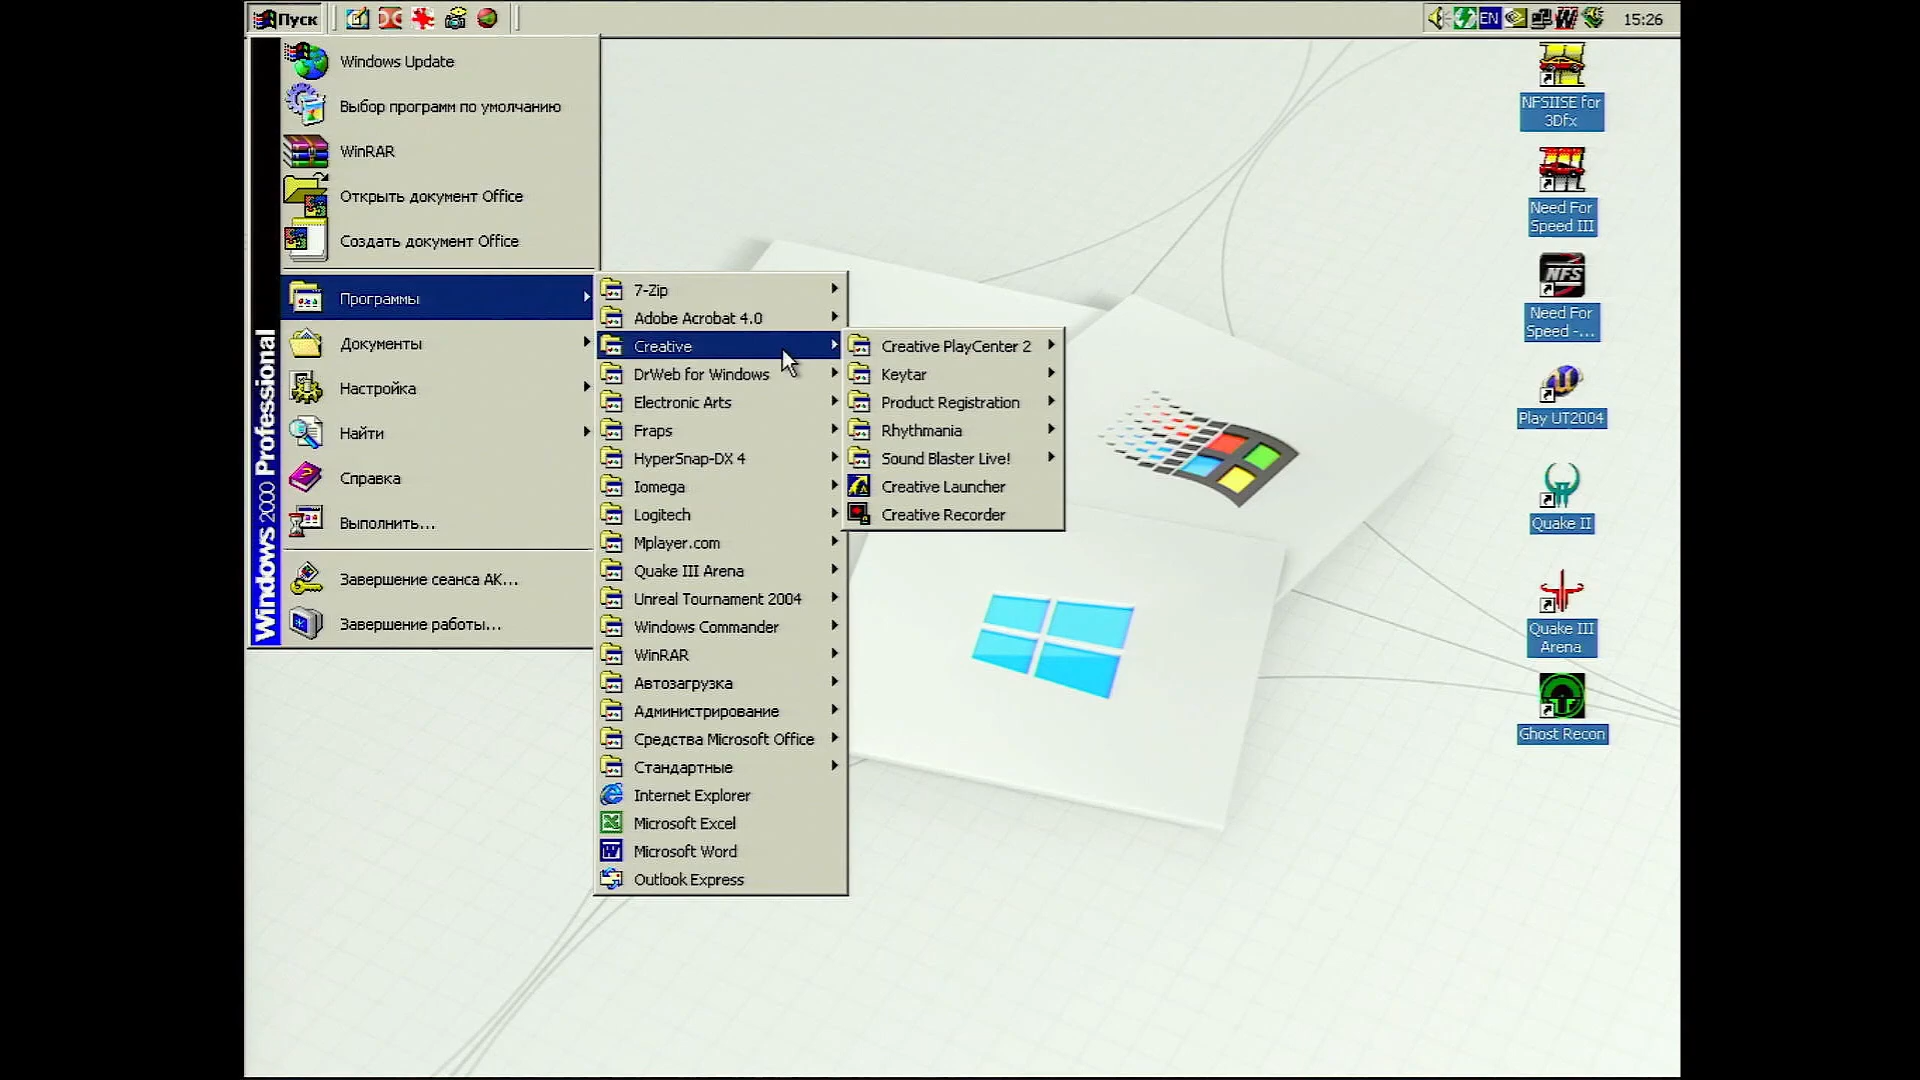 Пуск
EN
15:26
Windows Update
Выбор программ по умолчанию
WinRAR
Открыть документ Office
Создать документ Office
Программы
Документы
Настройка
Найти
Справка
Выполнить...
Завершение сеанса АК...
Завершение работы...
Windows 2000 Professional
7-Zip
Adobe Acrobat 4.0
Creative
DrWeb for Windows
Electronic Arts
Fraps
HyperSnap-DX 4
Iomega
Logitech
Mplayer.com
Quake III Arena
Unreal Tournament 2004
Windows Commander
WinRAR
Автозагрузка
Администрирование
Средства Microsoft Office
Стандартные
Internet Explorer
Microsoft Excel
Microsoft Word
Outlook Express
Creative PlayCenter 2
Keytar
Product Registration
Rhythmania
Sound Blaster Live!
Creative Launcher
Creative Recorder
NFSIISE for
3Dfx
Need For
Speed III
NFS
Need For
Speed -...
Play UT2004
Quake II
Quake III
Arena
Ghost Recon